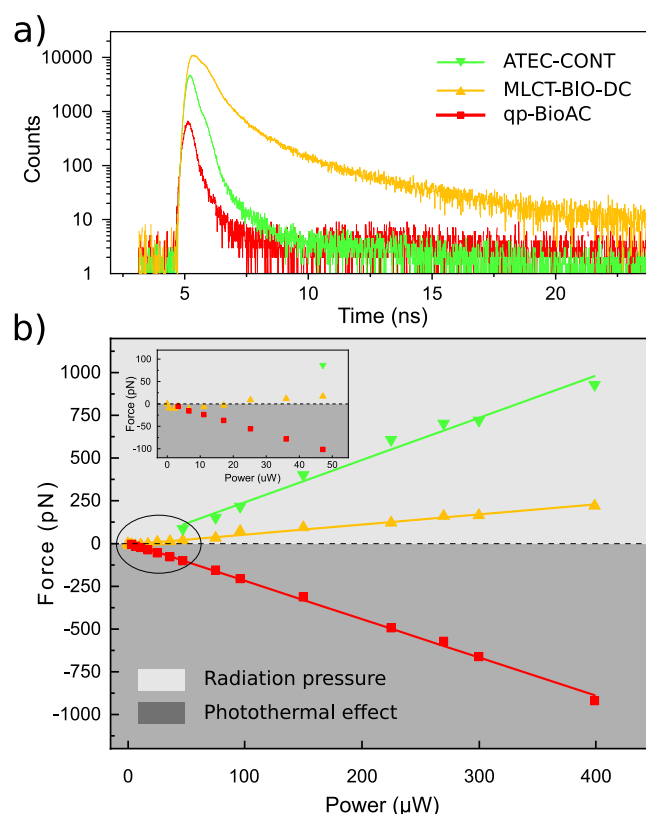 a)
10000
1000
100
10
1
Counts
ATEC-CONT
MLCT-BIO-DC
qp-BioAC
5
10
15
20
Time (ns)
b)
1000
750
500
250
0
-250
-500
-750
-1000
Force (pN)
100
50
0
-50
-100
Force (pN)
0
10
20
30
40
50
Power (uW)
Radiation pressure
Photothermal effect
0
100
200
300
400
Power (µW)